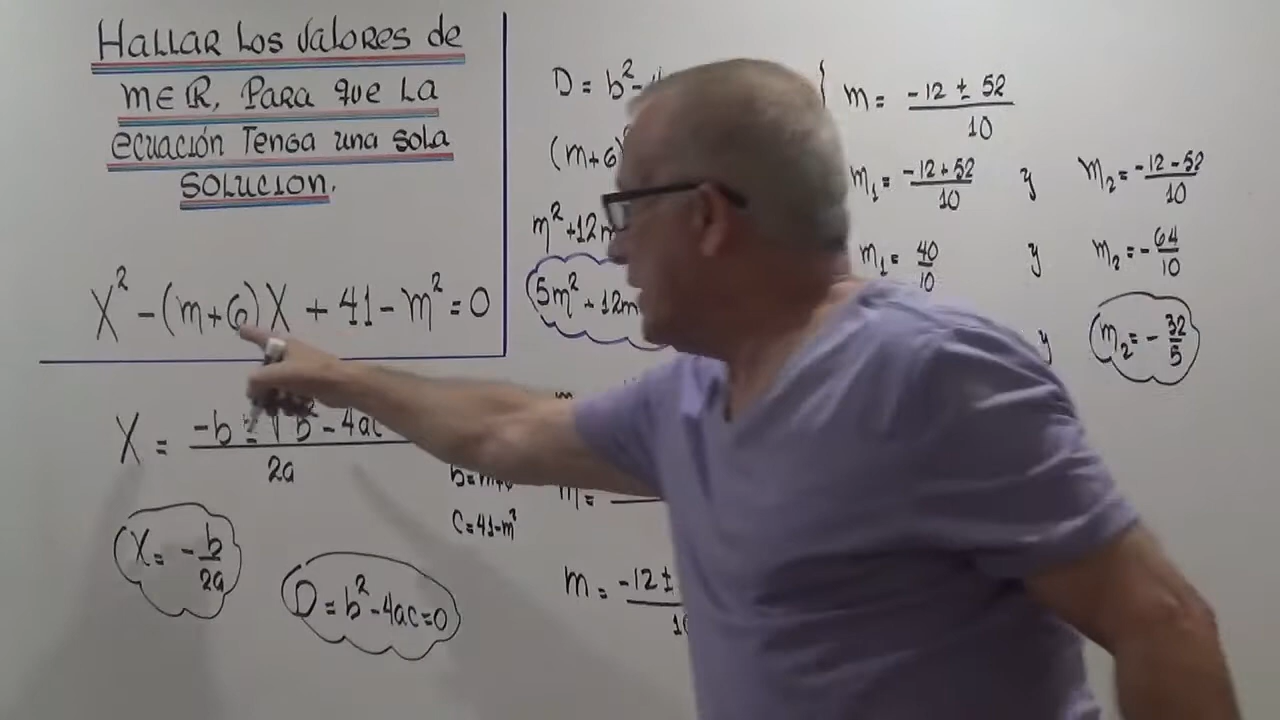 HALLAR LOS VALORES de
m∈ℝ, PARA que LA
ecuación Tenga una sola
SOLUCION.
X² - (m+6)X + 41 - m² = 0
X = -b ± √b² - 4ac / 2a
X = - b/2a
D = b² - 4ac = 0
C = 41 - m²
D = b² -
(m+6)
m² + 12m
5m² + 12m
m =
m = -12 ±
m = -12 ± 52 / 10
m₁ = -12 + 52 / 10 y m₂ = -12 - 52 / 10
m₁ = 40/10 y m₂ = - 64/10
y m₂ = - 32/5